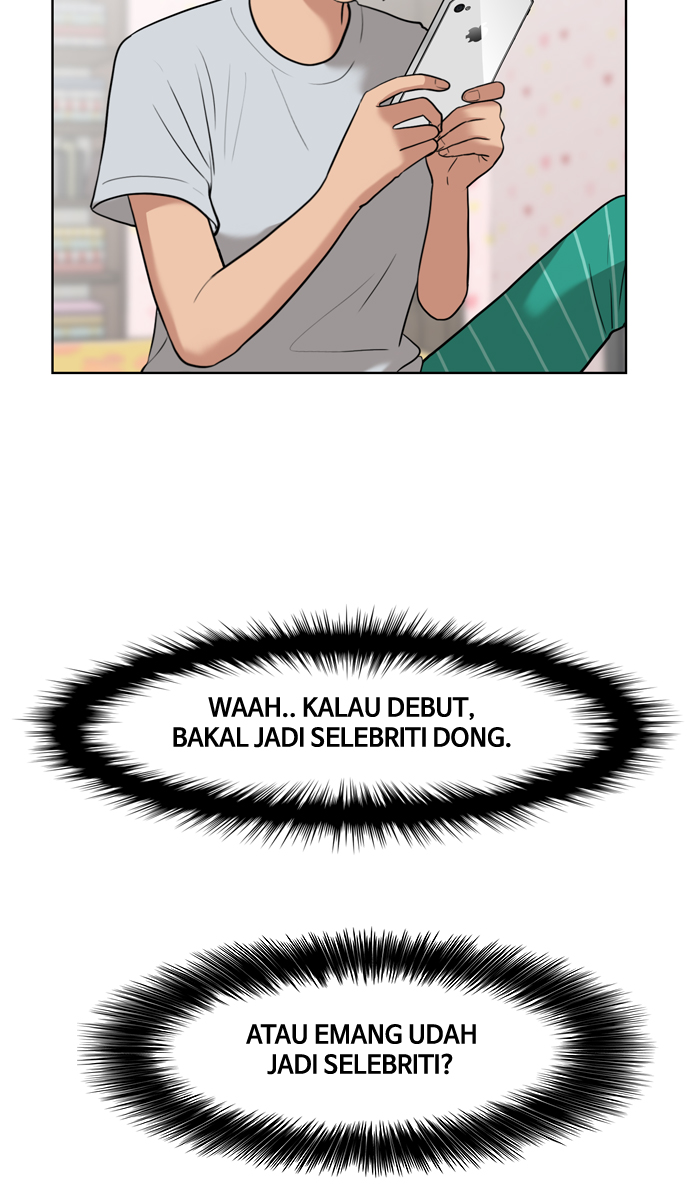 WAAH.. KALAU DEBUT,
BAKAL JADI SELEBRITI DONG.
ATAU EMANG UDAH
JADI SELEBRITI?